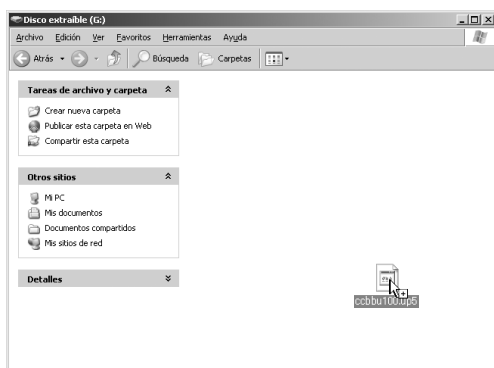 Disco extraíble (G:)
Archivo Edición Ver Favoritos Herramientas Ayuda
Atrás Búsqueda Carpetas
Tareas de archivo y carpeta
Crear nueva carpeta
Publicar esta carpeta en Web
Compartir esta carpeta
Otros sitios
Mi PC
Mis documentos
Documentos compartidos
Mis sitios de red
Detalles
ccbbu100.up5